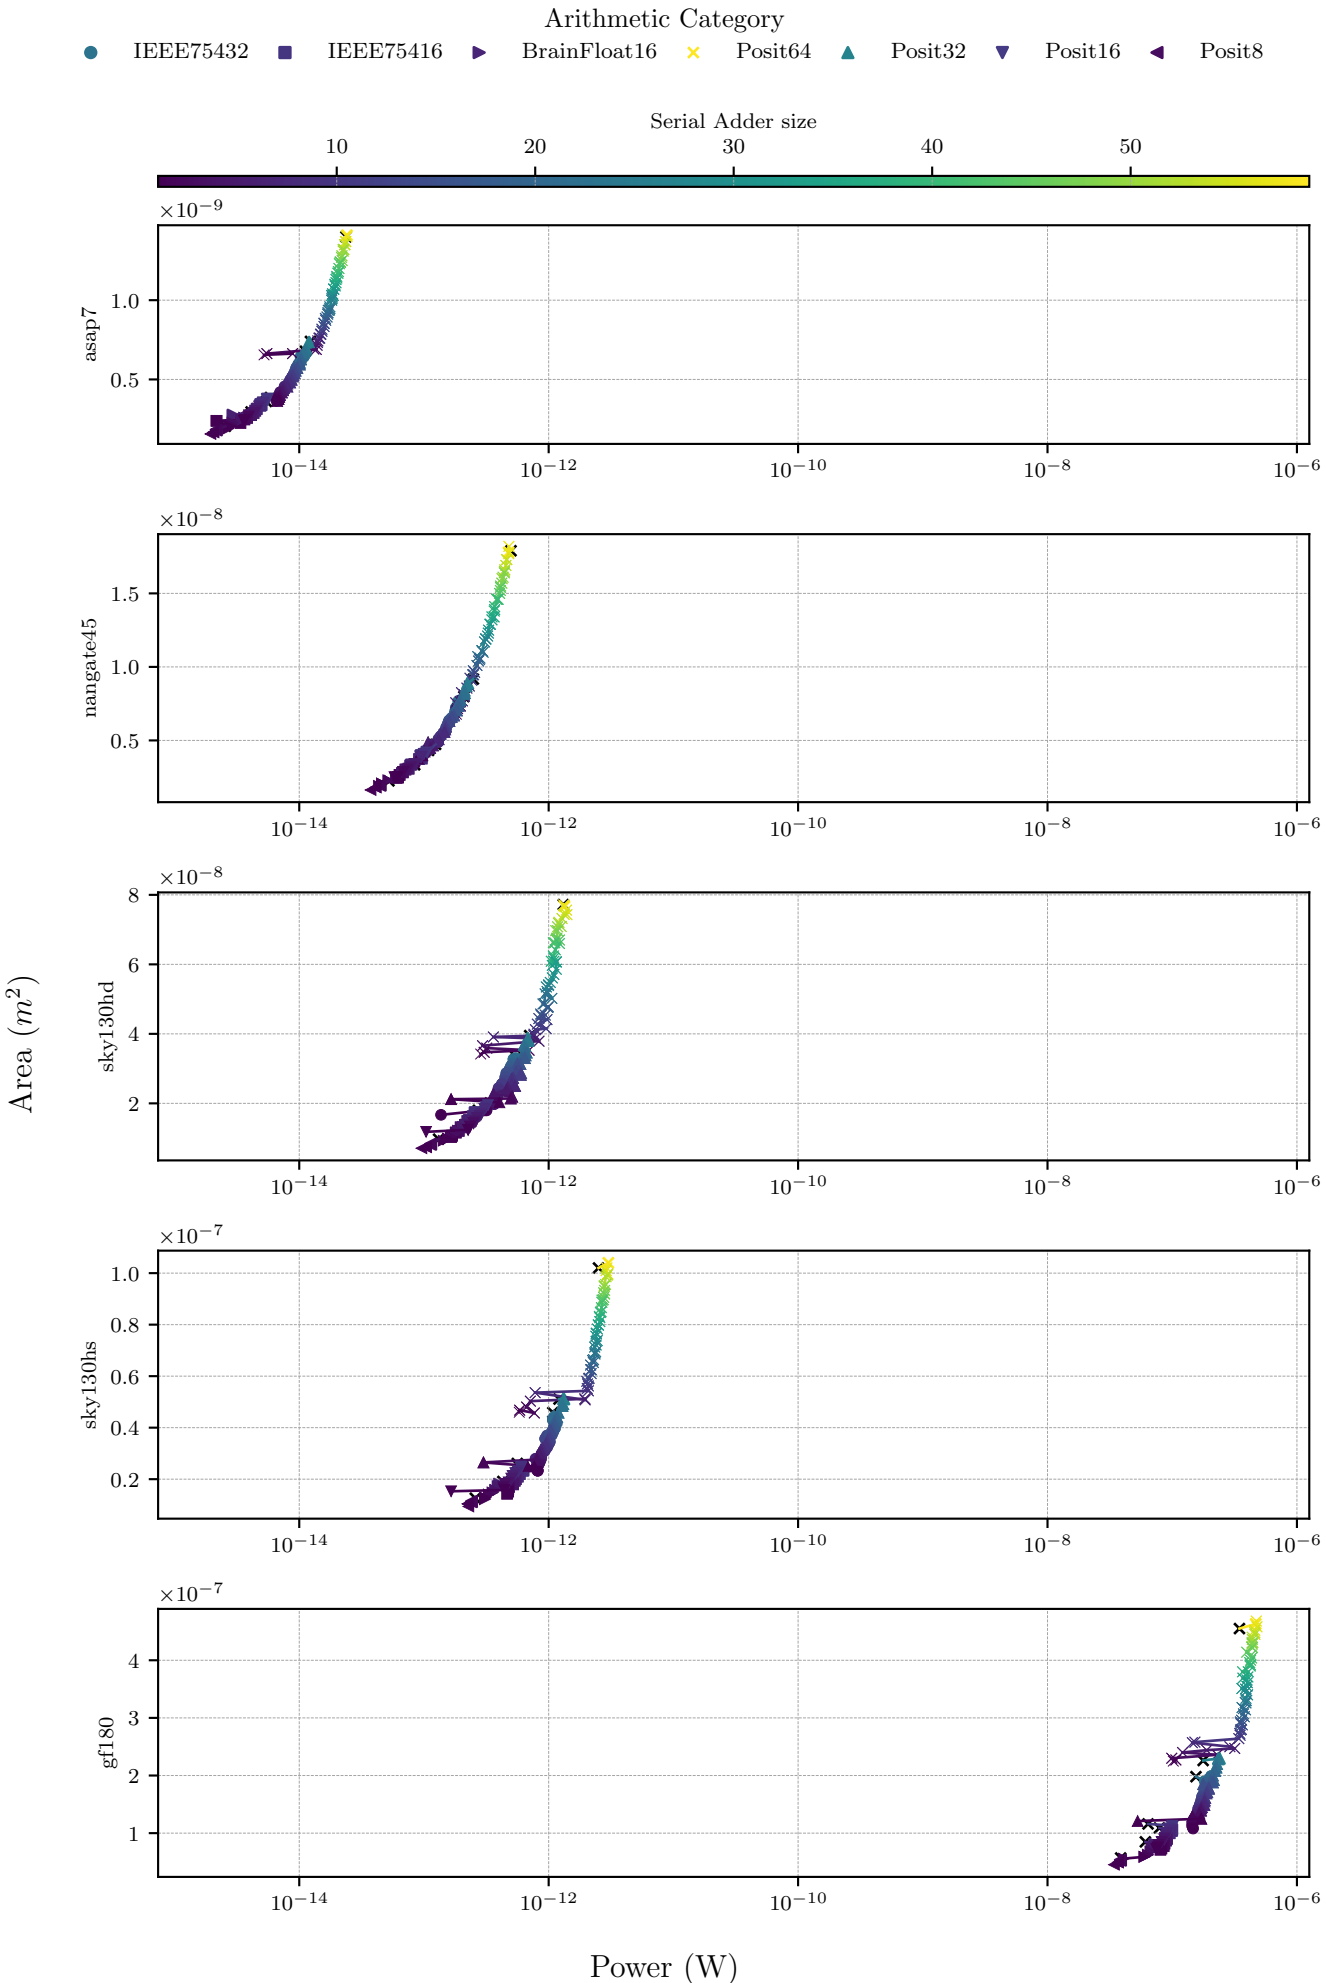 Arithmetic Category
IEEE75432 IEEE75416 BrainFloat16 Posit64 Posit32 Posit16 Posit8
Serial Adder size
10 20 30 40 50
×10⁻⁹
1.0
0.5
asap7
10⁻¹⁴ 10⁻¹² 10⁻¹⁰ 10⁻⁸ 10⁻⁶
×10⁻⁸
1.5
1.0
0.5
nangate45
10⁻¹⁴ 10⁻¹² 10⁻¹⁰ 10⁻⁸ 10⁻⁶
×10⁻⁸
8
6
4
2
sky130hd
10⁻¹⁴ 10⁻¹² 10⁻¹⁰ 10⁻⁸ 10⁻⁶
Area (m²)
×10⁻⁷
1.0
0.8
0.6
0.4
0.2
sky130hs
10⁻¹⁴ 10⁻¹² 10⁻¹⁰ 10⁻⁸ 10⁻⁶
×10⁻⁷
4
3
2
1
gf180
10⁻¹⁴ 10⁻¹² 10⁻¹⁰ 10⁻⁸ 10⁻⁶
Power (W)